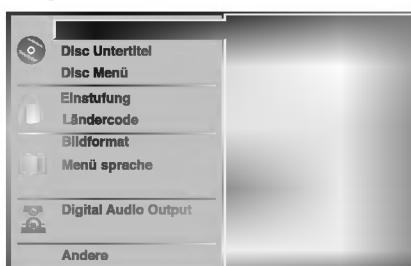 Disc Untertitel
Disc Menü
Einstufung
Ländercode
Bildformat
Menü sprache
Digital Audio Output
Andere